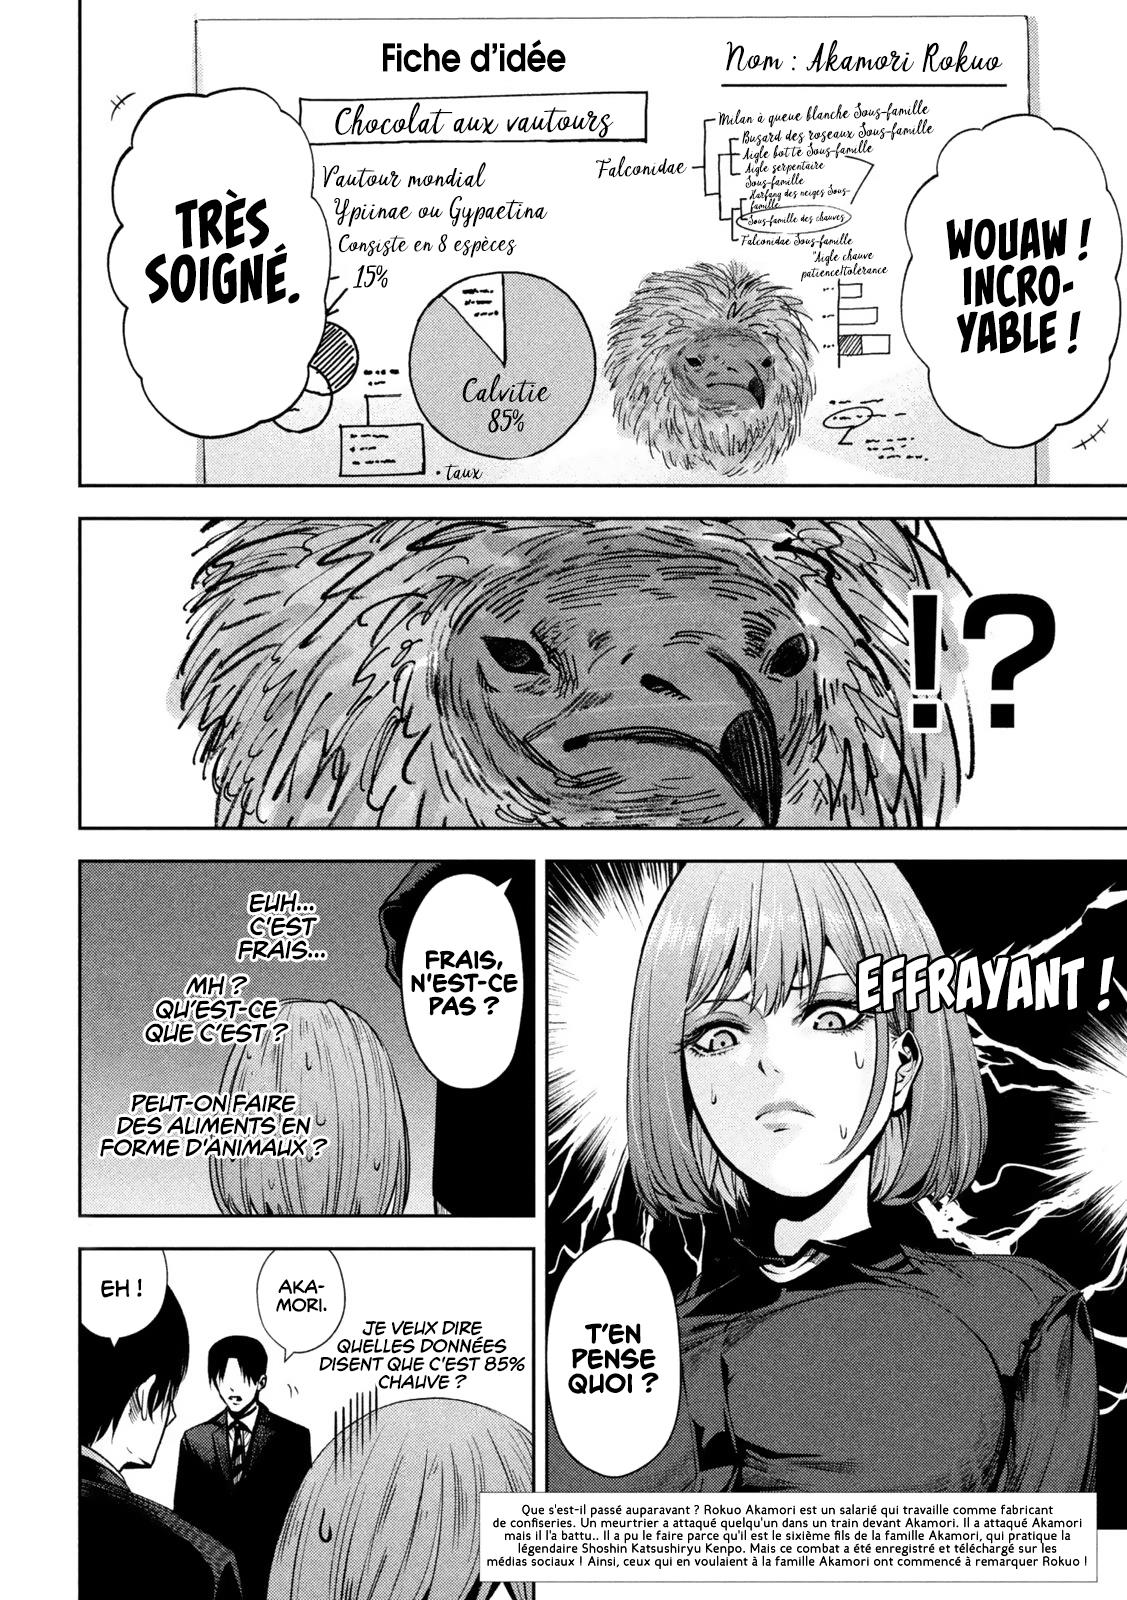 Fiche d'idée
Nom : Akamori Rokuo
Chocolat aux vautours
WOUAW !
INCRO-
YABLE !
TRÈS
SOIGNÉ.
Vautour mondial
Ypiinae ou Gypaetina
Consiste en 8 espèces
15%
Calvitie
85%
• taux
Falconidae
Milan à queue blanche Sous-famille
Busard des roseaux Sous-famille
Aigle botté Sous-famille
Aigle serpentaire
Sous-famille
Harfang des neiges Sous-
famille
Sous-famille des chauves
Falconidae Sous-famille
"Aigle chauve
patience/tolerance
!?
EFFRAYANT !
T'EN
PENSE
QUOI ?
FRAIS,
N'EST-CE
PAS ?
EUH...
C'EST
FRAIS...
MH ?
QU'EST-CE
QUE C'EST ?
PEUT-ON FAIRE
DES ALIMENTS EN
FORME D'ANIMAUX ?
AKA-
MORI.
EH !
JE VEUX DIRE
QUELLES DONNÉES
DISENT QUE C'EST 85%
CHAUVE ?
Que s'est-il passé auparavant ? Rokuo Akamori est un salarié qui travaille comme fabricant
de confiseries. Un meurtrier a attaqué quelqu'un dans un train devant Akamori. Il a attaqué Akamori
mais il l'a battu.. Il a pu le faire parce qu'il est le sixième fils de la famille Akamori, qui pratique la
légendaire Shoshin Katsushiryu Kenpo. Mais ce combat a été enregistré et téléchargé sur les
médias sociaux ! Ainsi, ceux qui en voulaient à la famille Akamori ont commencé à remarquer Rokuo !